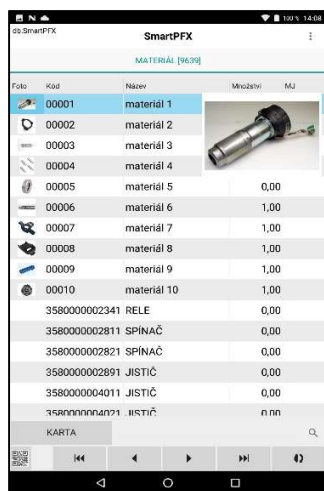 100% 14:08
db.SmartPFX
SmartPFX
MATERIÁL [9639]
Foto Kód Název Množství MJ
00001 materiál 1
00002 materiál 2
00003 materiál 3
00004 materiál 4
00005 materiál 5 0,00
00006 materiál 6 1,00
00007 materiál 7 1,00
00008 materiál 8 1,00
00009 materiál 9 1,00
00010 materiál 10 1,00
3580000002341 RELE 0,00
3580000002811 SPÍNAČ 0,00
3580000002821 SPÍNAČ 0,00
3580000002891 JISTIČ 0,00
3580000004011 JISTIČ 0,00
3580000004021 JISTIČ 0,00
KARTA